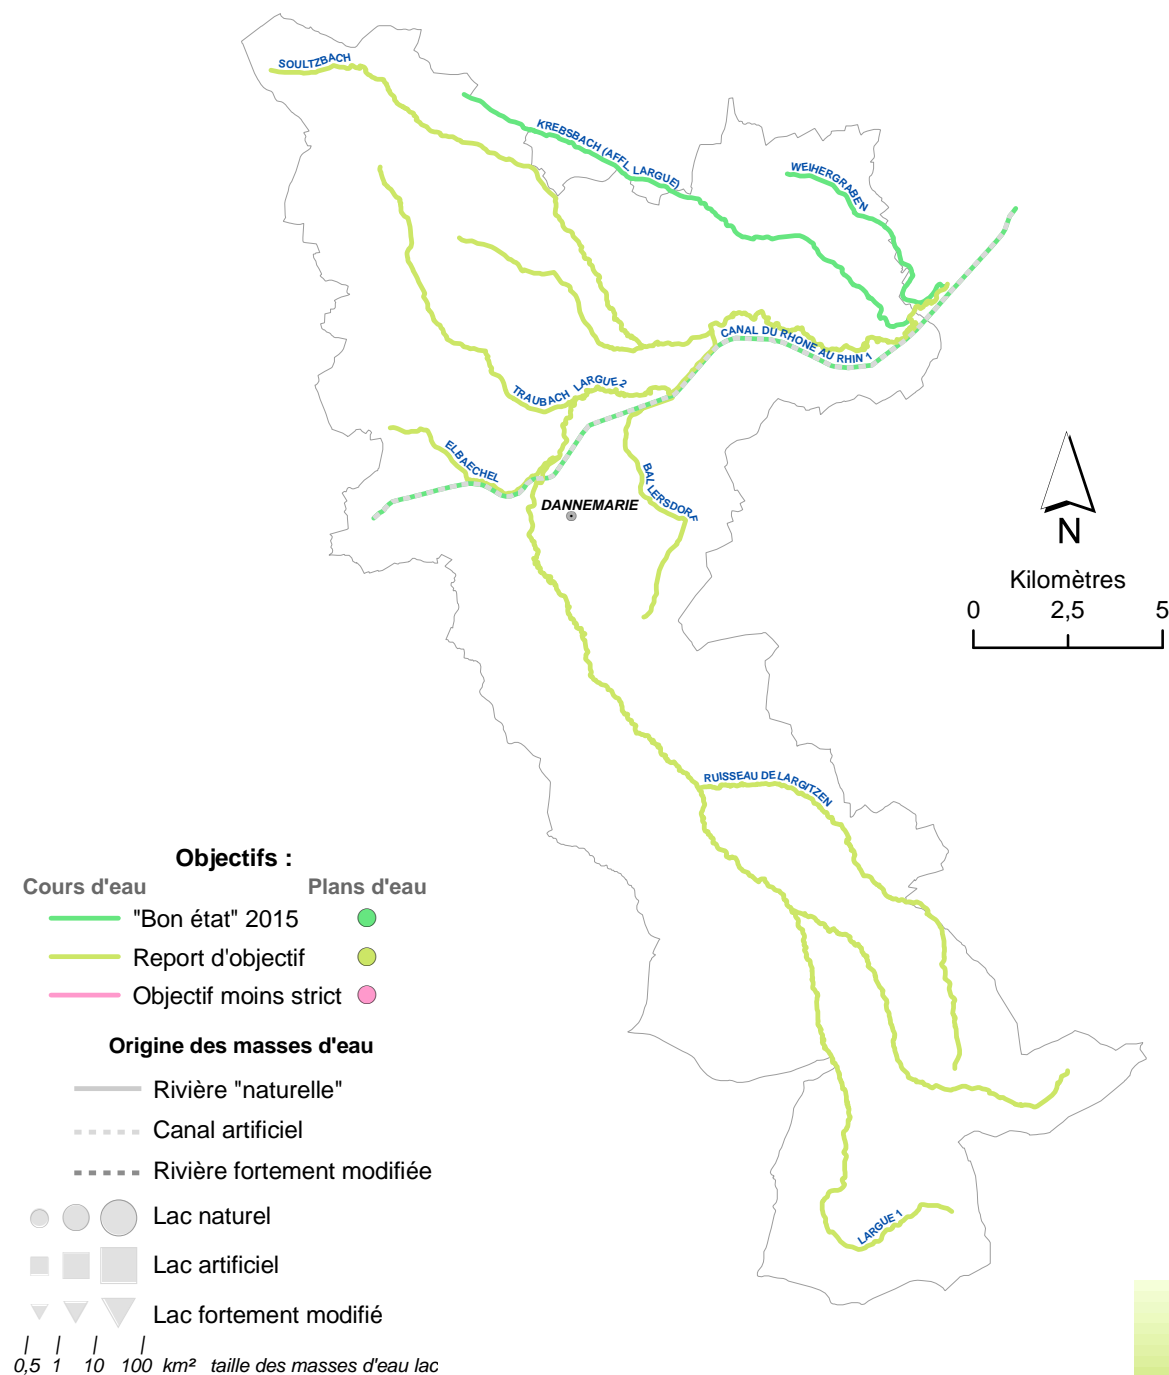 SOULTZBACH
KREBSBACH (AFFL. LARGUE)
WEIHERGRABEN
CANAL DU RHONE AU RHIN 1
TRAUBACH
LARGUE 2
ELBAECHEL
BALLERSDORF
DANNEMARIE
N
Kilomètres
0 2,5 5
RUISSEAU DE LARGITZEN
LARGUE 1
Objectifs :
Cours d'eau Plans d'eau
"Bon état" 2015
Report d'objectif
Objectif moins strict
Origine des masses d'eau
Rivière "naturelle"
Canal artificiel
Rivière fortement modifiée
Lac naturel
Lac artificiel
Lac fortement modifié
0,5 1 10 100 km² taille des masses d'eau lac